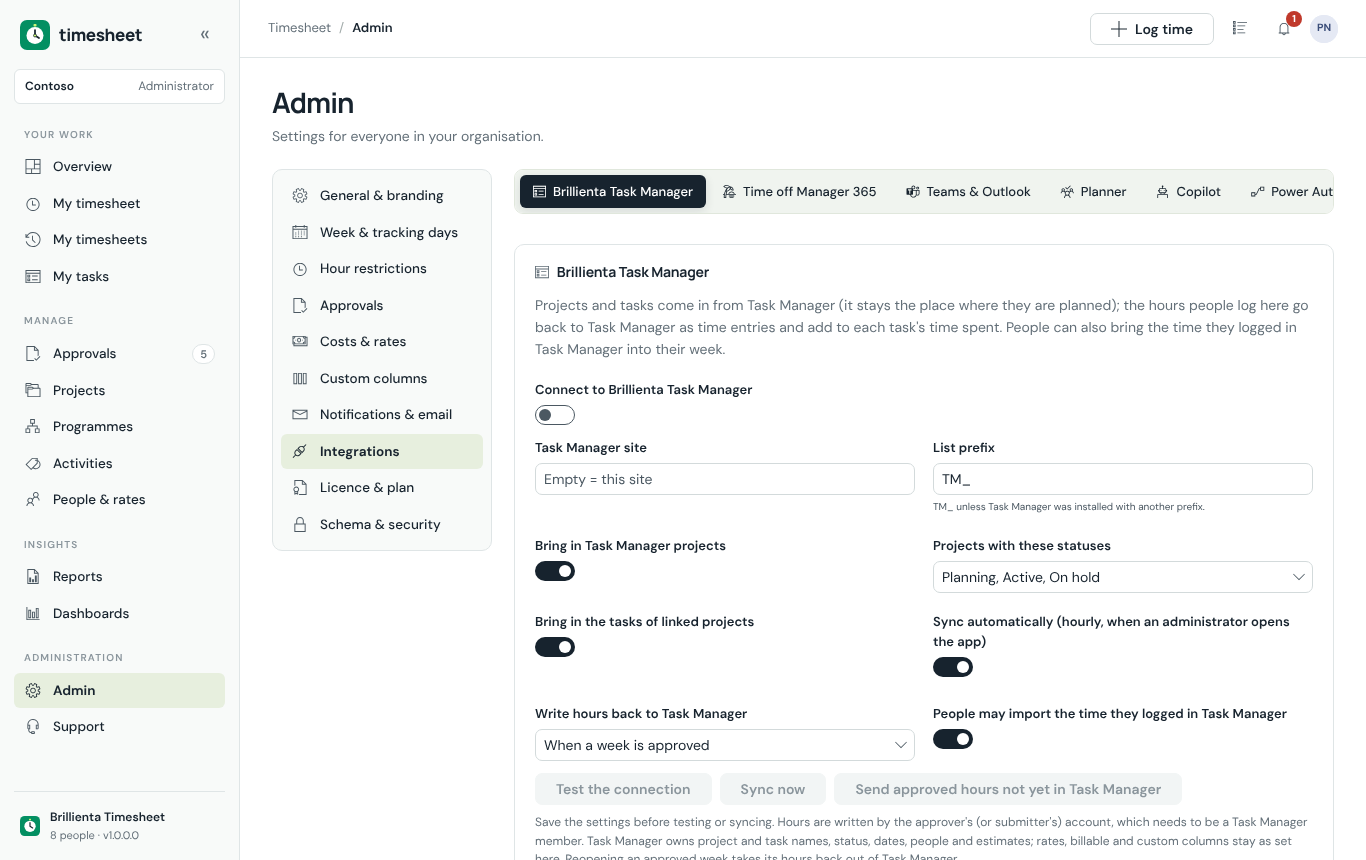 timesheet
«
Contoso
Administrator
YOUR WORK
Overview
My timesheet
My timesheets
My tasks
MANAGE
Approvals
5
Projects
Programmes
Activities
People & rates
INSIGHTS
Reports
Dashboards
ADMINISTRATION
Admin
Support
Brillienta Timesheet
8 people · v1.0.0.0
Timesheet / Admin
Log time
1
PN
Admin
Settings for everyone in your organisation.
General & branding
Week & tracking days
Hour restrictions
Approvals
Costs & rates
Custom columns
Notifications & email
Integrations
Licence & plan
Schema & security
Brillienta Task Manager
Time off Manager 365
Teams & Outlook
Planner
Copilot
Power Aut
Brillienta Task Manager
Projects and tasks come in from Task Manager (it stays the place where they are planned); the hours people log here go
back to Task Manager as time entries and add to each task's time spent. People can also bring the time they logged in
Task Manager into their week.
Connect to Brillienta Task Manager
Task Manager site
Empty = this site
List prefix
TM_
TM_ unless Task Manager was installed with another prefix.
Bring in Task Manager projects
Projects with these statuses
Planning, Active, On hold
Bring in the tasks of linked projects
Sync automatically (hourly, when an administrator opens
the app)
Write hours back to Task Manager
When a week is approved
People may import the time they logged in Task Manager
Test the connection
Sync now
Send approved hours not yet in Task Manager
Save the settings before testing or syncing. Hours are written by the approver's (or submitter's) account, which needs to be a Task Manager
member. Task Manager owns project and task names, status, dates, people and estimates; rates, billable and custom columns stay as set
here. Reopening an approved week takes its hours back out of Task Manager.